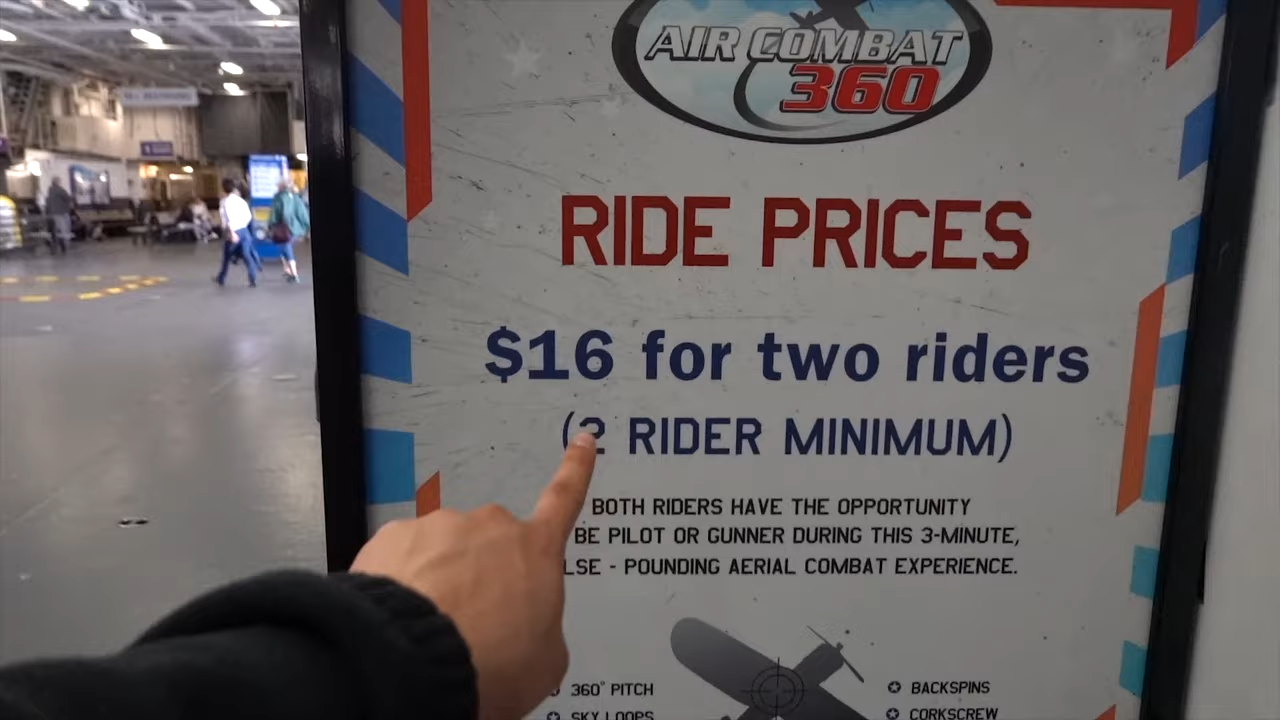 AIR COMBAT
360
RIDE PRICES
$16 for two riders
(2 RIDER MINIMUM)
BOTH RIDERS HAVE THE OPPORTUNITY
BE PILOT OR GUNNER DURING THIS 3-MINUTE,
LSE - POUNDING AERIAL COMBAT EXPERIENCE.
360° PITCH
BACKSPINS
SKY LOOPS
CORKSCREW